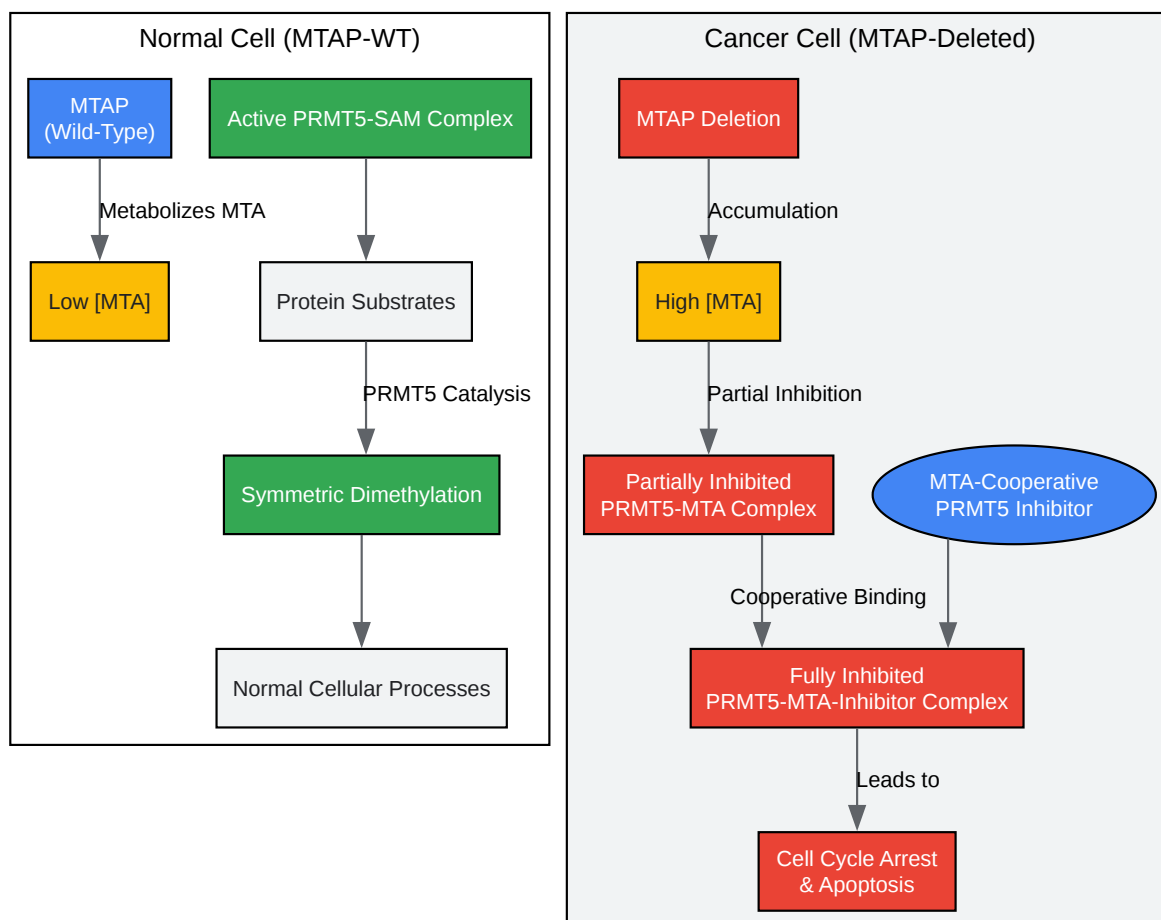 Normal Cell (MTAP-WT)
MTAP
(Wild-Type)
Active PRMT5-SAM Complex
Metabolizes MTA
Low [MTA]
Protein Substrates
PRMT5 Catalysis
Symmetric Dimethylation
Normal Cellular Processes
Cancer Cell (MTAP-Deleted)
MTAP Deletion
Accumulation
High [MTA]
Partial Inhibition
Partially Inhibited
PRMT5-MTA Complex
MTA-Cooperative
PRMT5 Inhibitor
Cooperative Binding
Fully Inhibited
PRMT5-MTA-Inhibitor Complex
Leads to
Cell Cycle Arrest
& Apoptosis